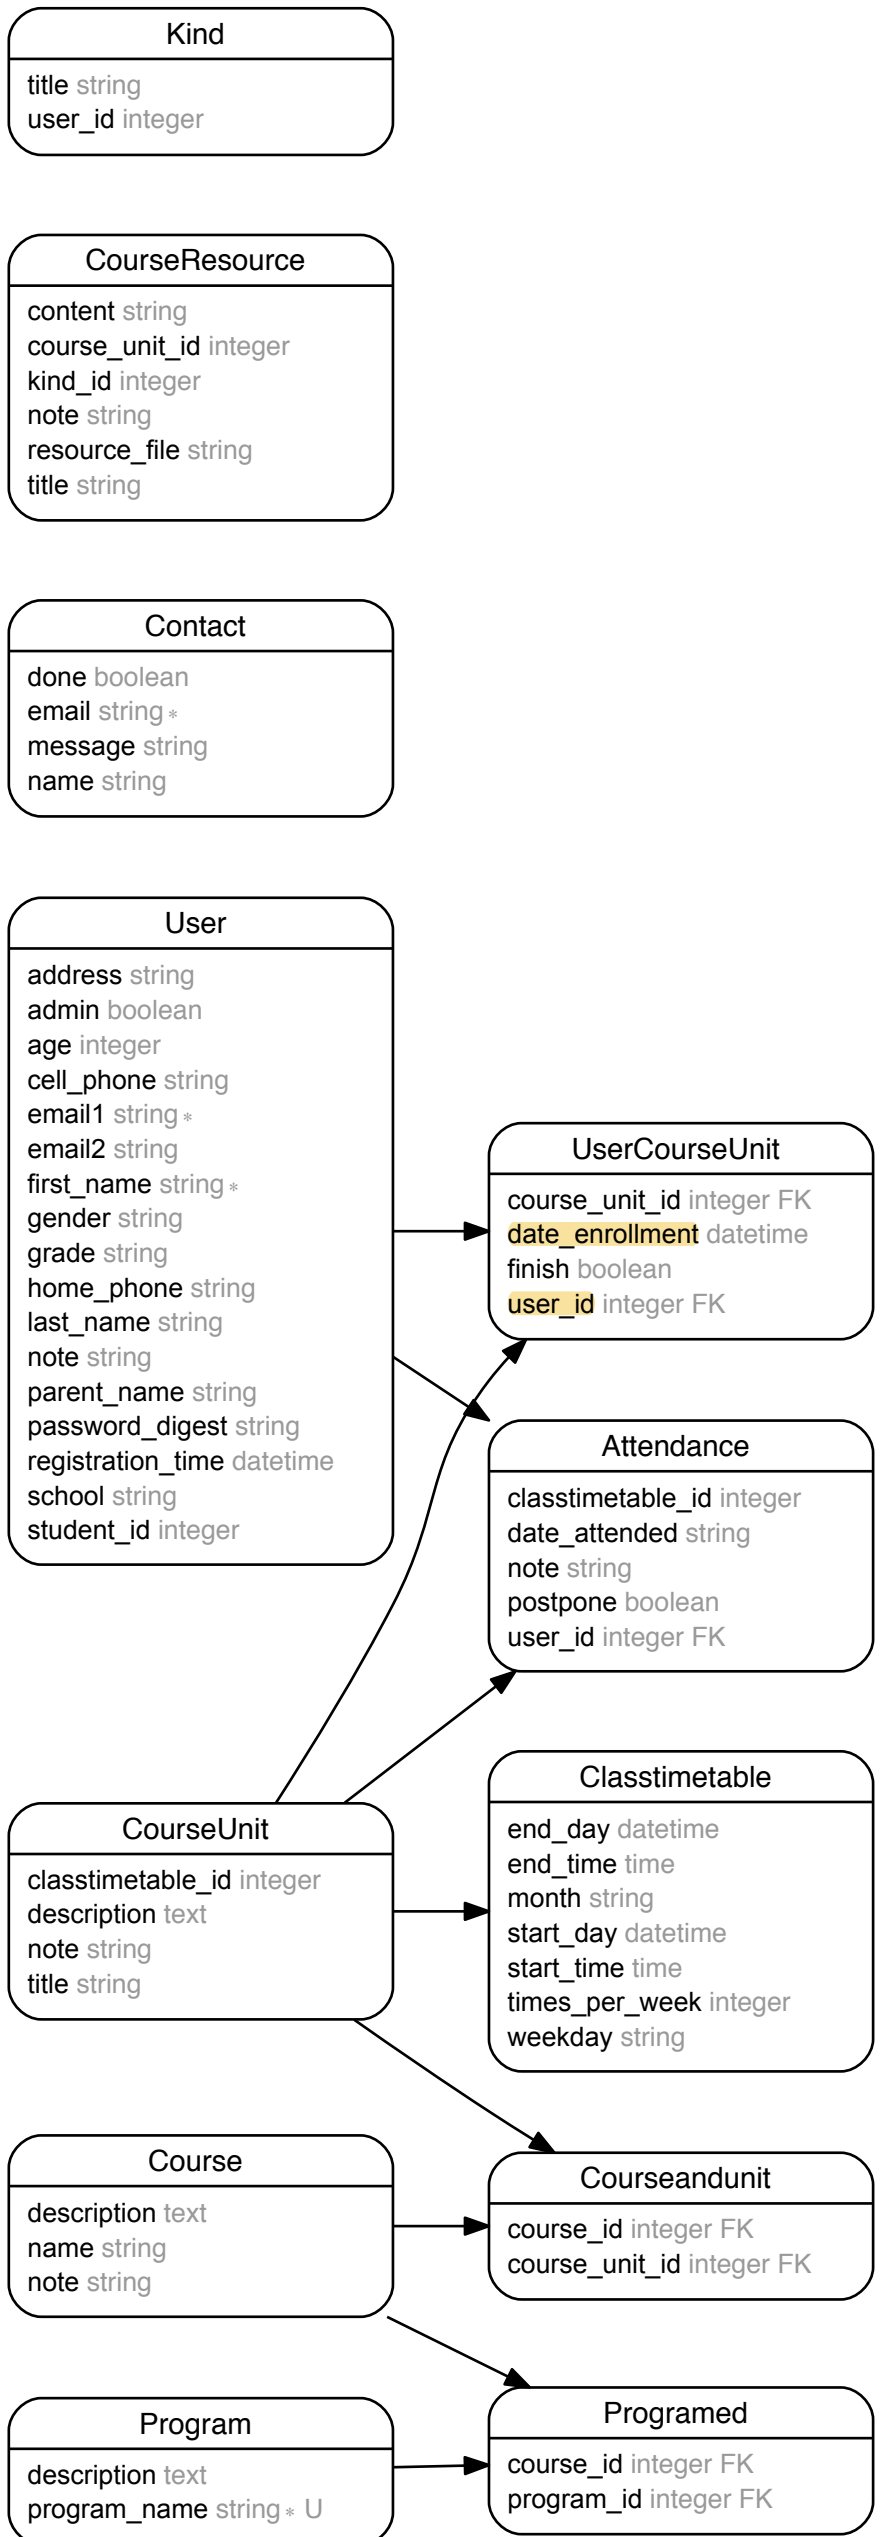 Kind
title string
user_id integer
CourseResource
content string
course_unit_id integer
kind_id integer
note string
resource_file string
title string
Contact
done boolean
email string *
message string
name string
User
address string
admin boolean
age integer
cell_phone string
email1 string *
email2 string
first_name string *
gender string
grade string
home_phone string
last_name string
note string
parent_name string
password_digest string
registration_time datetime
school string
student_id integer
UserCourseUnit
course_unit_id integer FK
date_enrollment datetime
finish boolean
user_id integer FK
Attendance
classtimetable_id integer
date_attended string
note string
postpone boolean
user_id integer FK
Classtimetable
end_day datetime
end_time time
month string
start_day datetime
start_time time
times_per_week integer
weekday string
CourseUnit
classtimetable_id integer
description text
note string
title string
Course
description text
name string
note string
Courseandunit
course_id integer FK
course_unit_id integer FK
Program
description text
program_name string * U
Programed
course_id integer FK
program_id integer FK